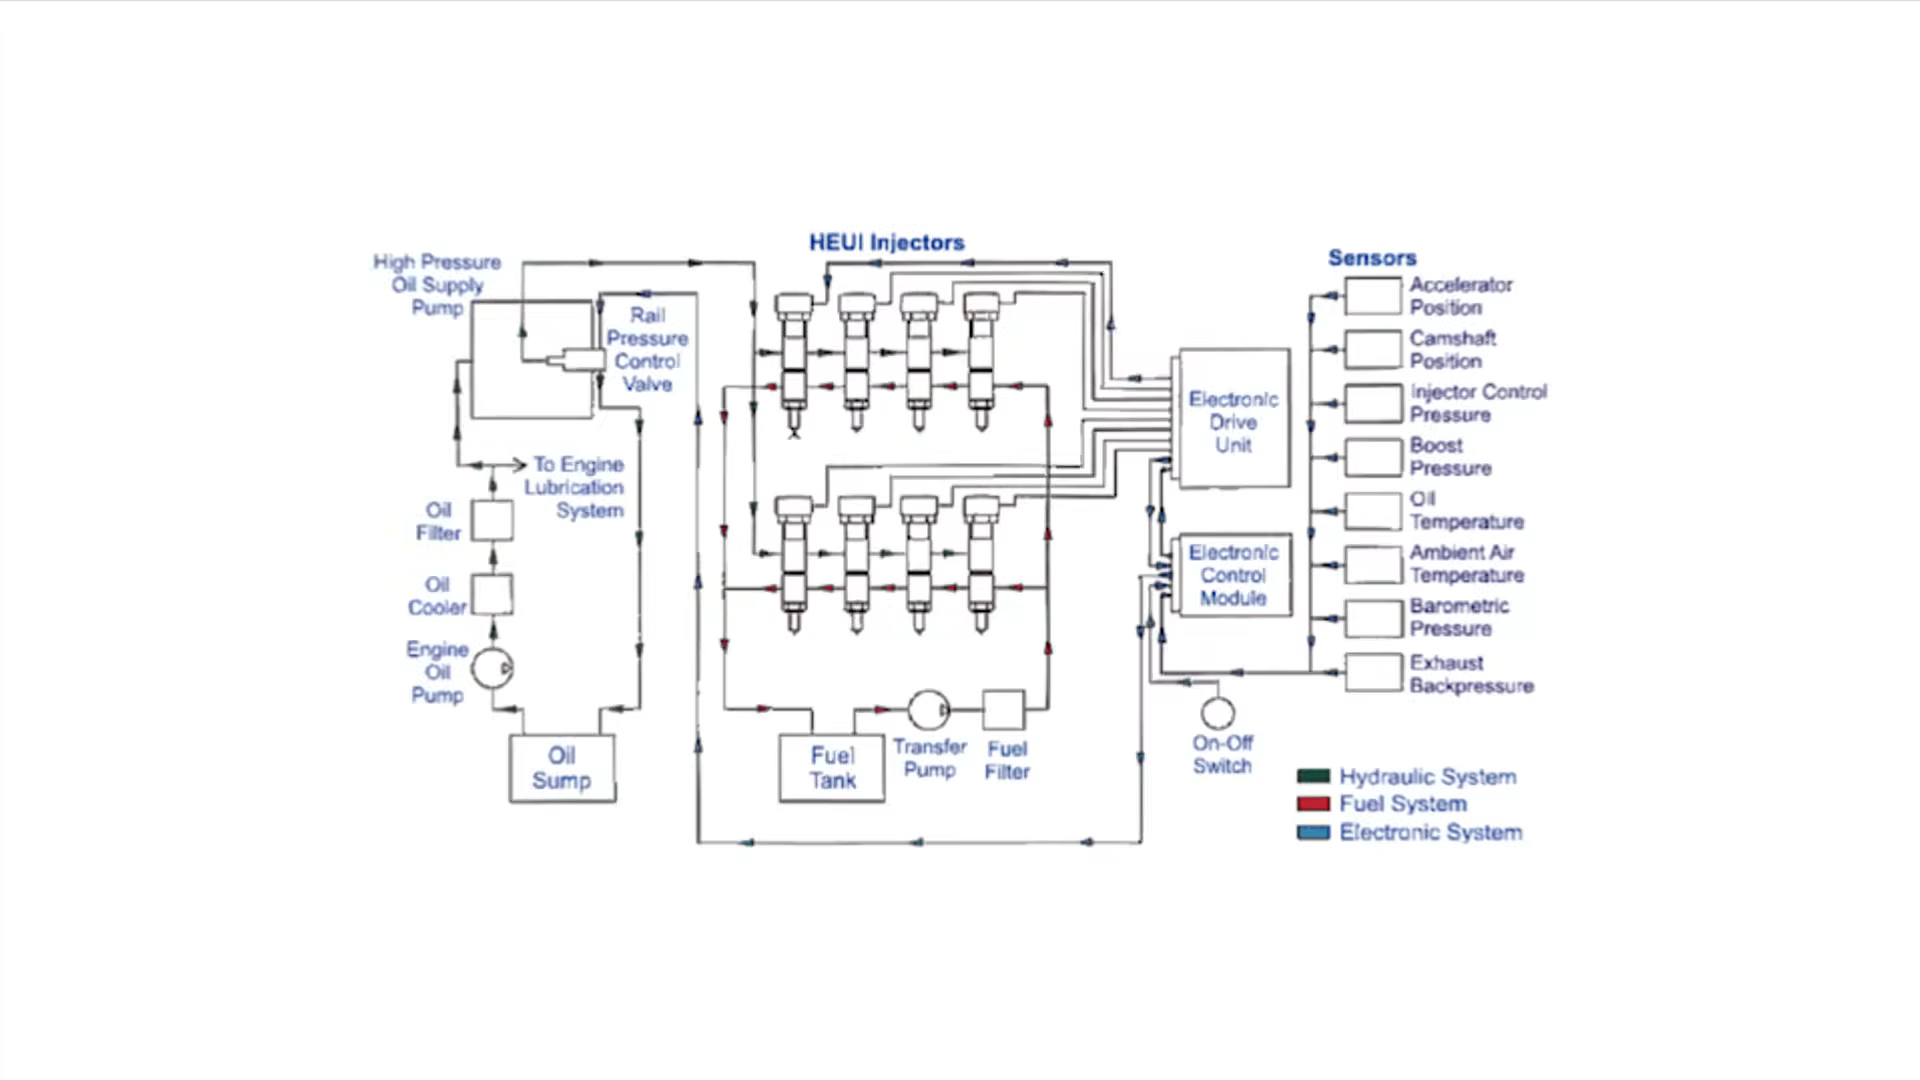 HEUI Injectors
High Pressure
Oil Supply
Pump
Rail
Pressure
Control
Valve
To Engine
Lubrication
System
Oil
Filter
Oil
Cooler
Engine
Oil
Pump
Oil
Sump
Fuel
Tank
Transfer
Pump
Fuel
Filter
Electronic
Drive
Unit
Electronic
Control
Module
On-Off
Switch
Sensors
Accelerator
Position
Camshaft
Position
Injector Control
Pressure
Boost
Pressure
Oil
Temperature
Ambient Air
Temperature
Barometric
Pressure
Exhaust
Backpressure
Hydraulic System
Fuel System
Electronic System